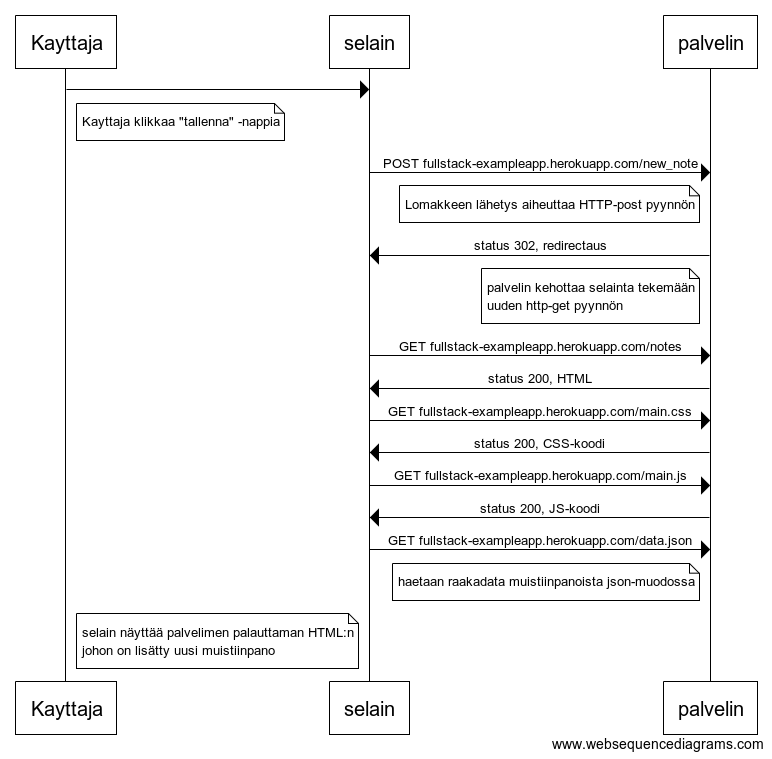 Kayttaja
selain
palvelin
Kayttaja klikkaa "tallenna" -nappia
POST fullstack-exampleapp.herokuapp.com/new_note
Lomakkeen lähetys aiheuttaa HTTP-post pyynnön
status 302, redirectaus
palvelin kehottaa selainta tekemään
uuden http-get pyynnön
GET fullstack-exampleapp.herokuapp.com/notes
status 200, HTML
GET fullstack-exampleapp.herokuapp.com/main.css
status 200, CSS-koodi
GET fullstack-exampleapp.herokuapp.com/main.js
status 200, JS-koodi
GET fullstack-exampleapp.herokuapp.com/data.json
haetaan raakadata muistiinpanoista json-muodossa
selain näyttää palvelimen palauttaman HTML:n
johon on lisätty uusi muistiinpano
Kayttaja
selain
palvelin
www.websequencediagrams.com